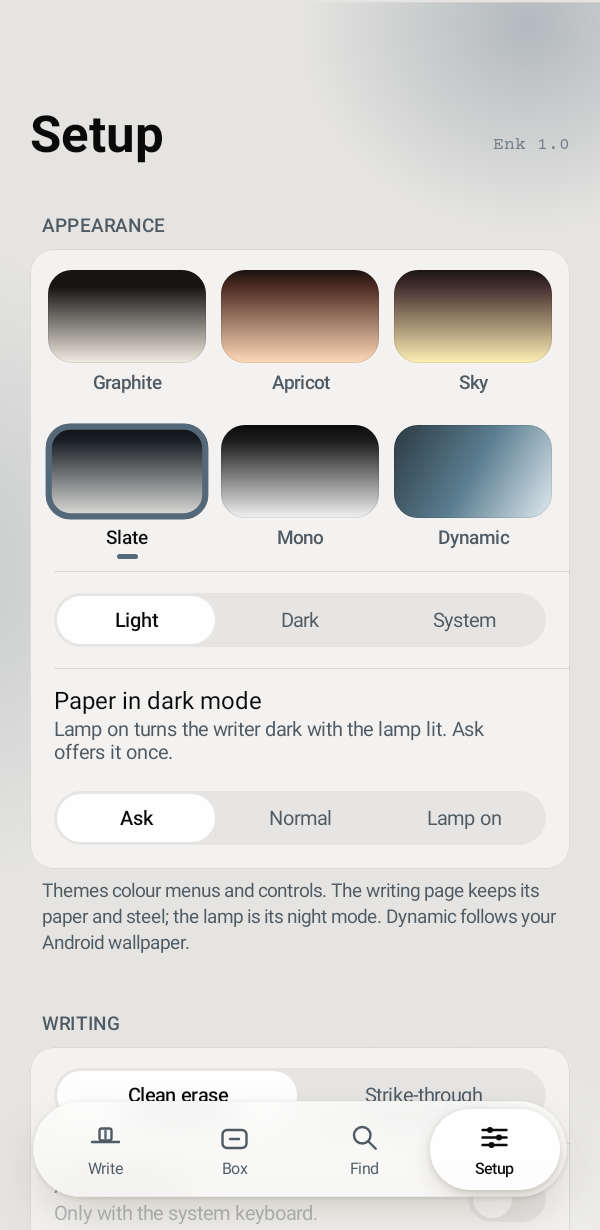 Setup
Enk 1.0
APPEARANCE
Graphite
Apricot
Sky
Slate
Mono
Dynamic
Light
Dark
System
Paper in dark mode
Lamp on turns the writer dark with the lamp lit. Ask
offers it once.
Ask
Normal
Lamp on
Themes colour menus and controls. The writing page keeps its
paper and steel; the lamp is its night mode. Dynamic follows your
Android wallpaper.
WRITING
Clean erase
Strike-through
Write
Box
Find
Setup
Only with the system keyboard.